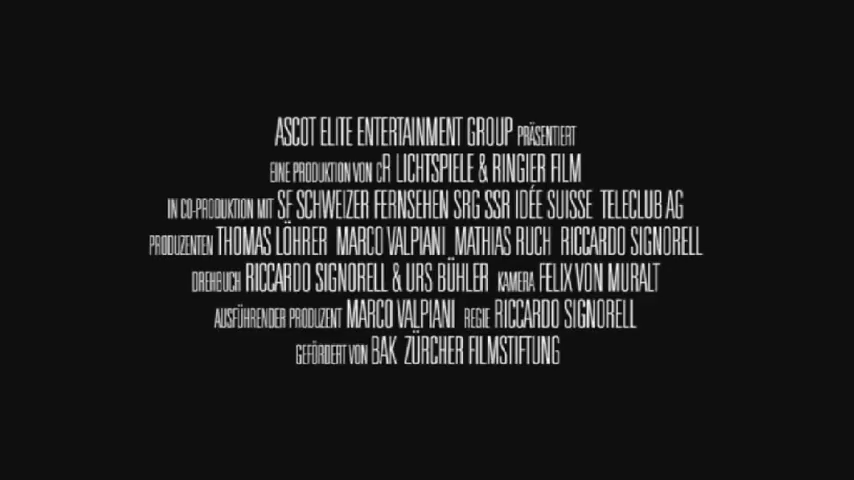 ASCOT ELITE ENTERTAINMENT GROUP PRÄSENTIERT
EINE PRODUKTION VON CR LICHTSPIELE & RINGIER FILM
IN CO-PRODUKTION MIT SF SCHWEIZER FERNSEHEN SRG SSR IDÉE SUISSE TELECLUB AG
PRODUZENTEN THOMAS LÖHRER MARCO VALPIANI MATHIAS RUCH RICCARDO SIGNORELL
DREHBUCH RICCARDO SIGNORELL & URS BÜHLER KAMERA FELIX VON MURALT
AUSFÜHRENDER PRODUZENT MARCO VALPIANI REGIE RICCARDO SIGNORELL
GEFÖRDERT VON BAK ZÜRCHER FILMSTIFTUNG